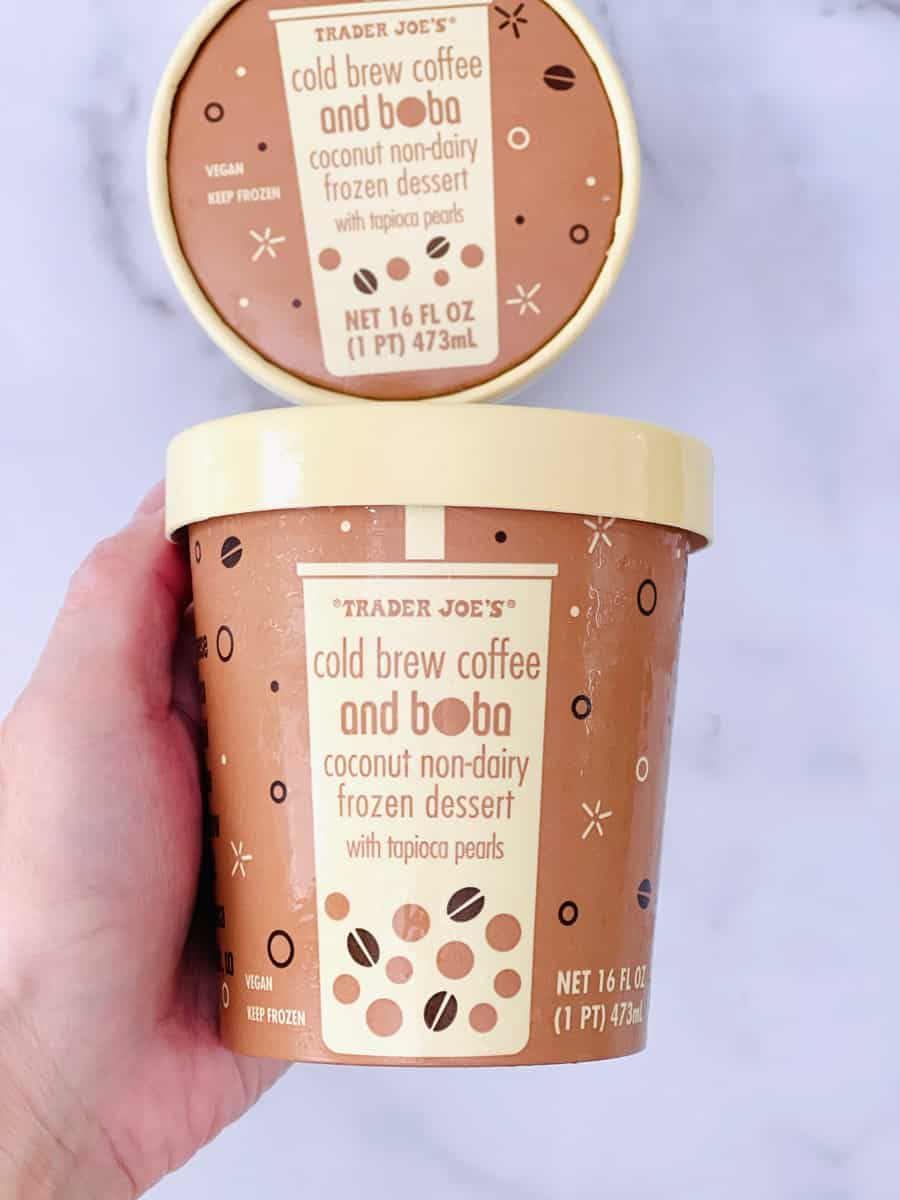 TRADER JOE'S®
cold brew coffee
and boba
coconut non-dairy
frozen dessert
with tapioca pearls
VEGAN
KEEP FROZEN
NET 16 FL OZ
(1 PT) 473mL
®TRADER JOE'S®
cold brew coffee
and boba
coconut non-dairy
frozen dessert
with tapioca pearls
VEGAN
KEEP FROZEN
NET 16 FL OZ
(1 PT) 473mL